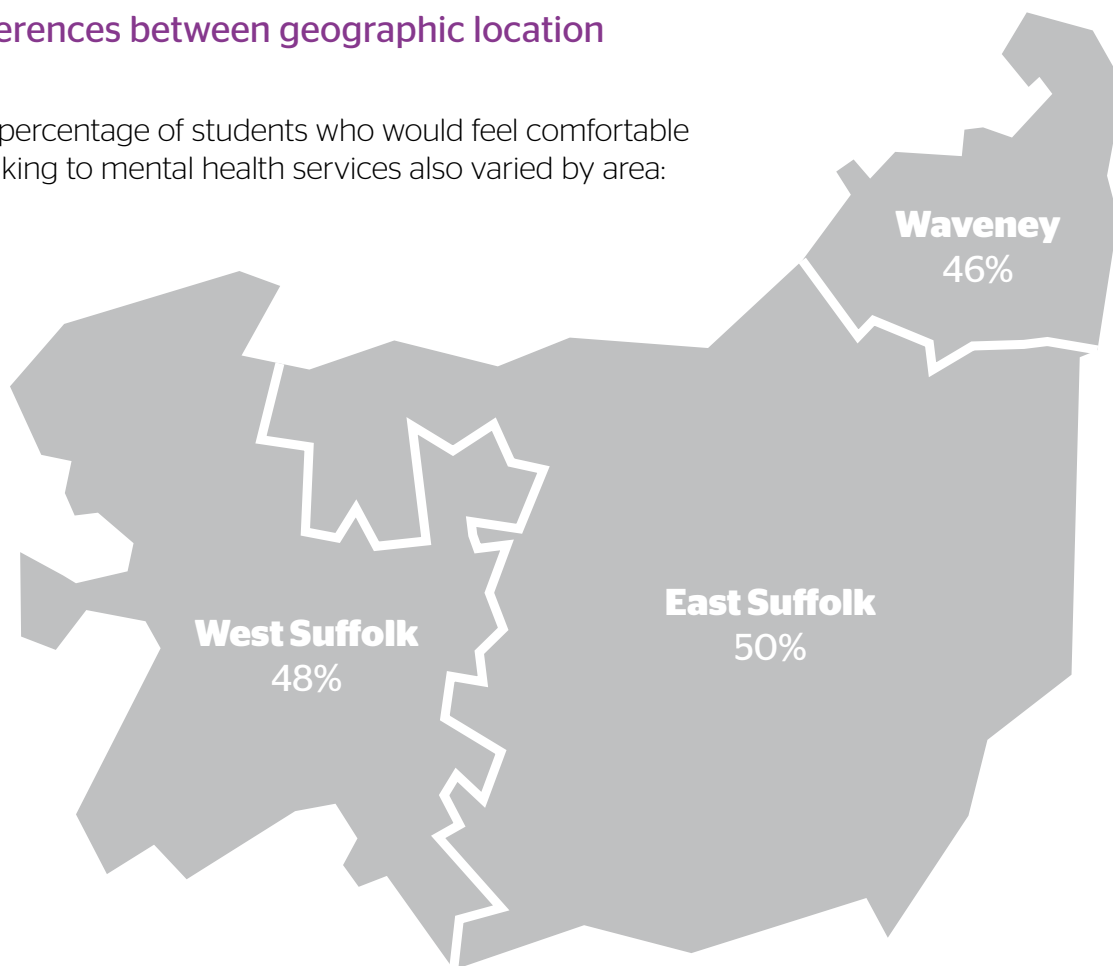 erences between geographic location
percentage of students who would feel comfortable
king to mental health services also varied by area:
Waveney
46%
East Suffolk
50%
West Suffolk
48%